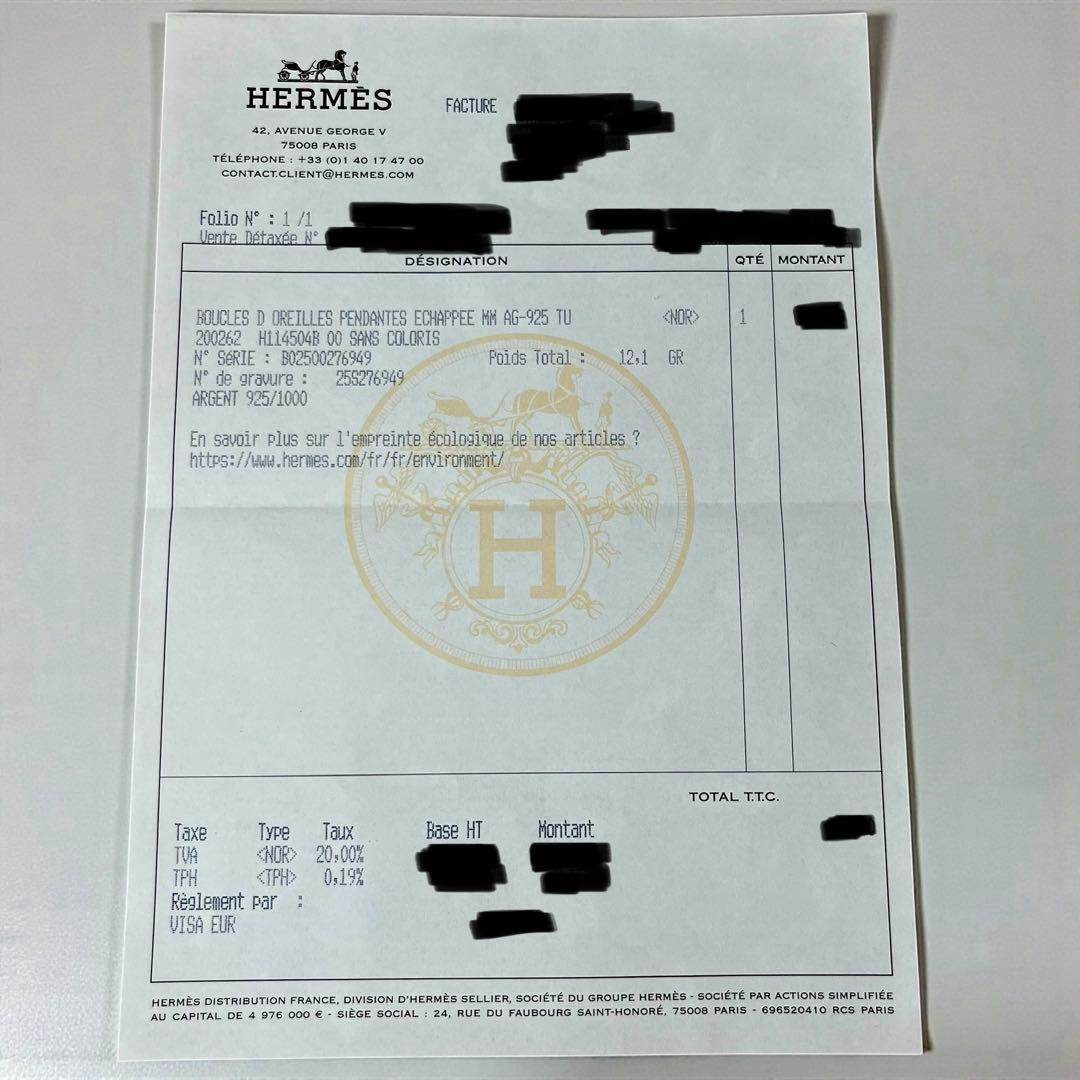 HERMÈS
42, AVENUE GEORGE V
75008 PARIS
TÉLÉPHONE : +33 (0)1 40 17 47 00
CONTACT.CLIENT@HERMES.COM
FACTURE
Folio N° : 1 /1
Vente Détaxée N°
DÉSIGNATION QTÉ MONTANT
BOUCLES D OREILLES PENDANTES ECHAPPEE MM AG-925 TU <NOR> 1
200262 H114504B 00 SANS COLORIS
N° SéRIE : B02500276949 Poids Total : 12,1 GR
N° de gravure : 25S276949
ARGENT 925/1000
En savoir plus sur l'empreinte écologique de nos articles ?
https://www.hermes.com/fr/fr/environment/
H
TOTAL T.T.C.
Taxe Type Taux Base HT Montant
TVA <NOR> 20,00%
TPH <TPH> 0,19%
Règlement par :
VISA EUR
HERMÈS DISTRIBUTION FRANCE, DIVISION D'HERMÈS SELLIER, SOCIÉTÉ DU GROUPE HERMÈS - SOCIÉTÉ PAR ACTIONS SIMPLIFIÉE
AU CAPITAL DE 4 976 000 € - SIÈGE SOCIAL : 24, RUE DU FAUBOURG SAINT-HONORÉ, 75008 PARIS - 696520410 RCS PARIS